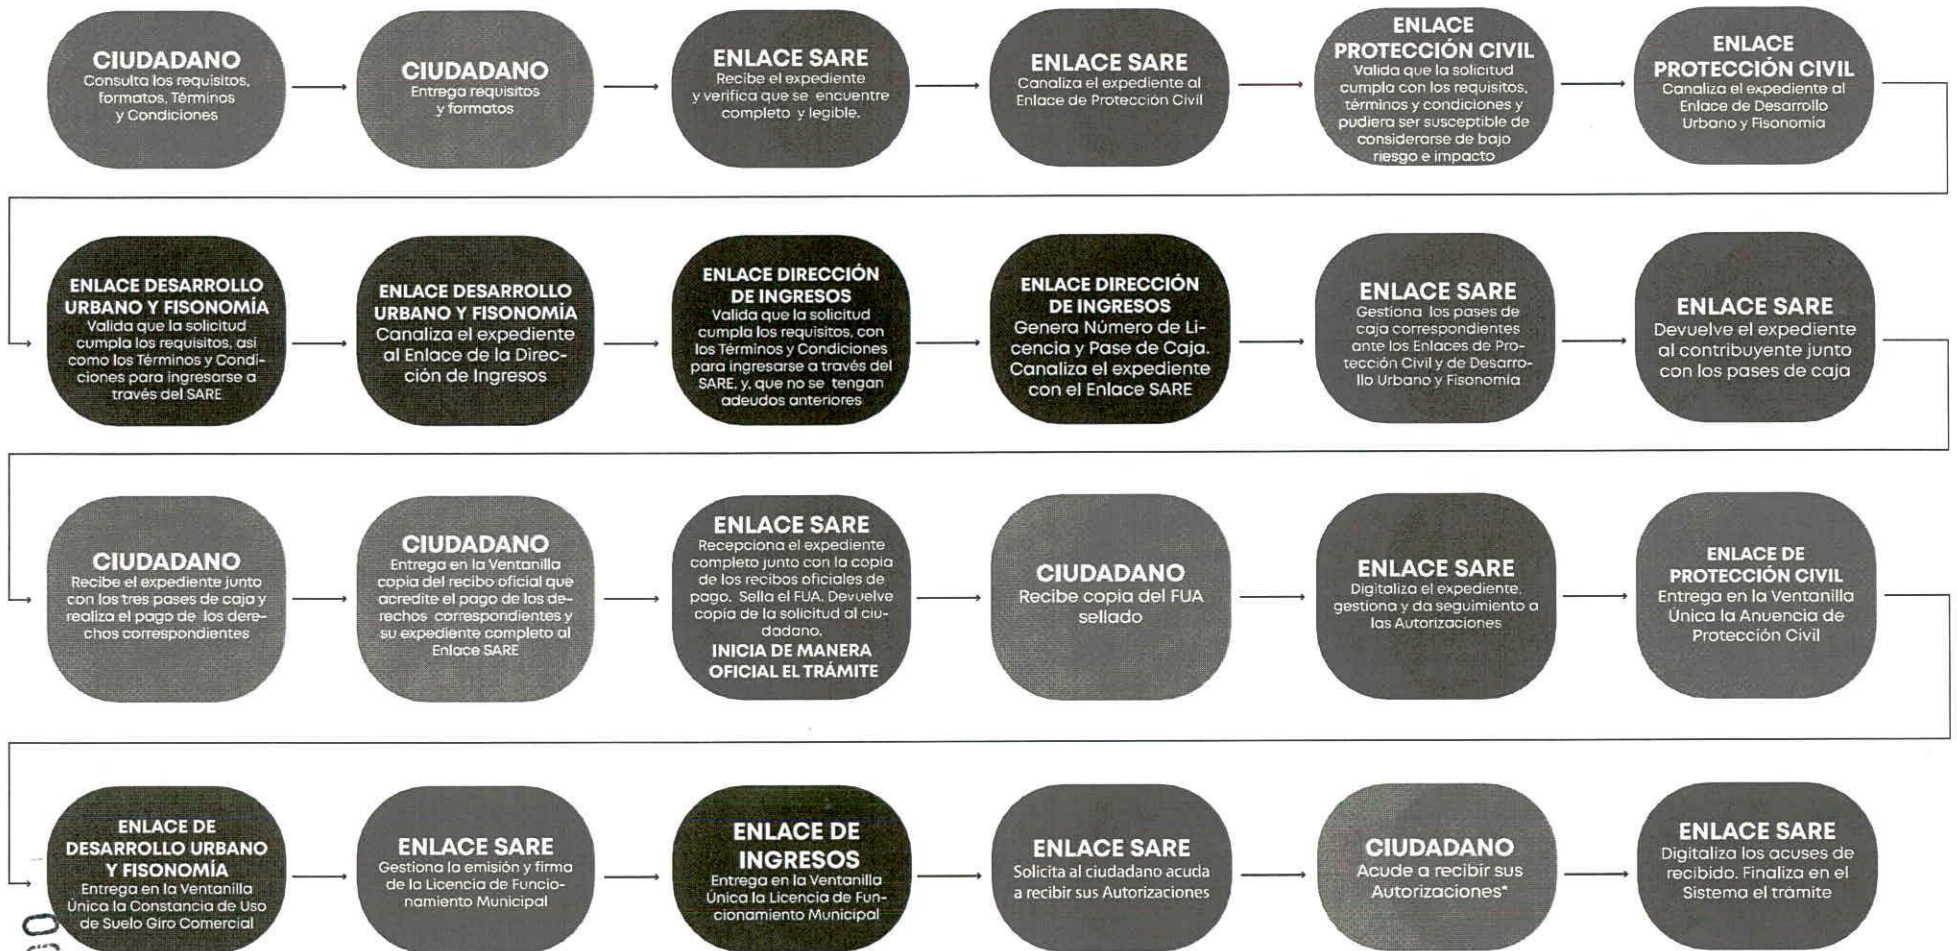 CIUDADANO
Consulta los requisitos,
formatos, Términos
y Condiciones
CIUDADANO
Entrega requisitos
y formatos
ENLACE SARE
Recibe el expediente
y verifica que se encuentre
completo y legible.
ENLACE SARE
Canaliza el expediente al
Enlace de Protección Civil
ENLACE
PROTECCIÓN CIVIL
Valida que la solicitud
cumpla con los requisitos,
términos y condiciones y
pudiera ser susceptible de
considerarse de bajo
riesgo e impacto
ENLACE
PROTECCIÓN CIVIL
Canaliza el expediente al
Enlace de Desarrollo
Urbano y Fisonomía
ENLACE DESARROLLO
URBANO Y FISONOMÍA
Valida que la solicitud
cumpla los requisitos, así
como los Términos y Condi-
ciones para ingresarse a
través del SARE
ENLACE DESARROLLO
URBANO Y FISONOMÍA
Canaliza el expediente
al Enlace de la Direc-
ción de Ingresos
ENLACE DIRECCIÓN
DE INGRESOS
Valida que la solicitud
cumpla los requisitos, con
los Términos y Condiciones
para ingresarse a través del
SARE, y, que no se tengan
adeudos anteriores
ENLACE DIRECCIÓN
DE INGRESOS
Genera Número de Li-
cencia y Pase de Caja.
Canaliza el expediente
con el Enlace SARE
ENLACE SARE
Gestiona los pases de
caja correspondientes
ante los Enlaces de Pro-
tección Civil y de Desarro-
llo Urbano y Fisonomía
ENLACE SARE
Devuelve el expediente
al contribuyente junto
con los pases de caja
CIUDADANO
Recibe el expediente junto
con los tres pases de caja y
realiza el pago de los dere-
chos correspondientes
CIUDADANO
Entrega en la Ventanilla
copia del recibo oficial que
acredite el pago de los de-
rechos correspondientes y
su expediente completo al
Enlace SARE
ENLACE SARE
Recepciona el expediente
completo junto con la copia
de los recibos oficiales de
pago. Sella el FUA. Devuelve
copia de la solicitud al ciu-
dadano.
INICIA DE MANERA
OFICIAL EL TRÁMITE
CIUDADANO
Recibe copia del FUA
sellado
ENLACE SARE
Digitaliza el expediente,
gestiona y da seguimiento a
las Autorizaciones
ENLACE DE
PROTECCIÓN CIVIL
Entrega en la Ventanilla
Única la Anuencia de
Protección Civil
ENLACE DE
DESARROLLO URBANO
Y FISONOMÍA
Entrega en la Ventanilla
Única la Constancia de Uso
de Suelo Giro Comercial
ENLACE SARE
Gestiona la emisión y firma
de la Licencia de Funcio-
namiento Municipal
ENLACE DE
INGRESOS
Entrega en la Ventanilla
Única la Licencia de Fun-
cionamiento Municipal
ENLACE SARE
Solicita al ciudadano acuda
a recibir sus Autorizaciones
CIUDADANO
Acude a recibir sus
Autorizaciones*
ENLACE SARE
Digitaliza los acuses de
recibido. Finaliza en el
Sistema el trámite